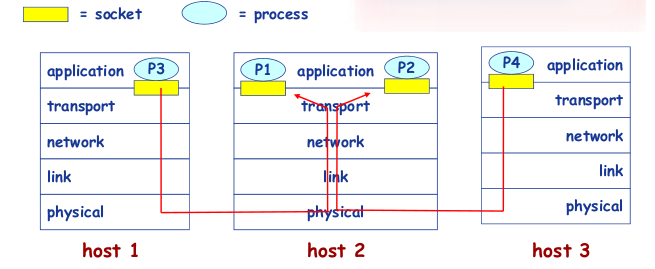 = socket
= process
application P3
transport
network
link
physical
host 1
P1 application P2
transport
network
link
physical
host 2
P4 application
transport
network
link
physical
host 3